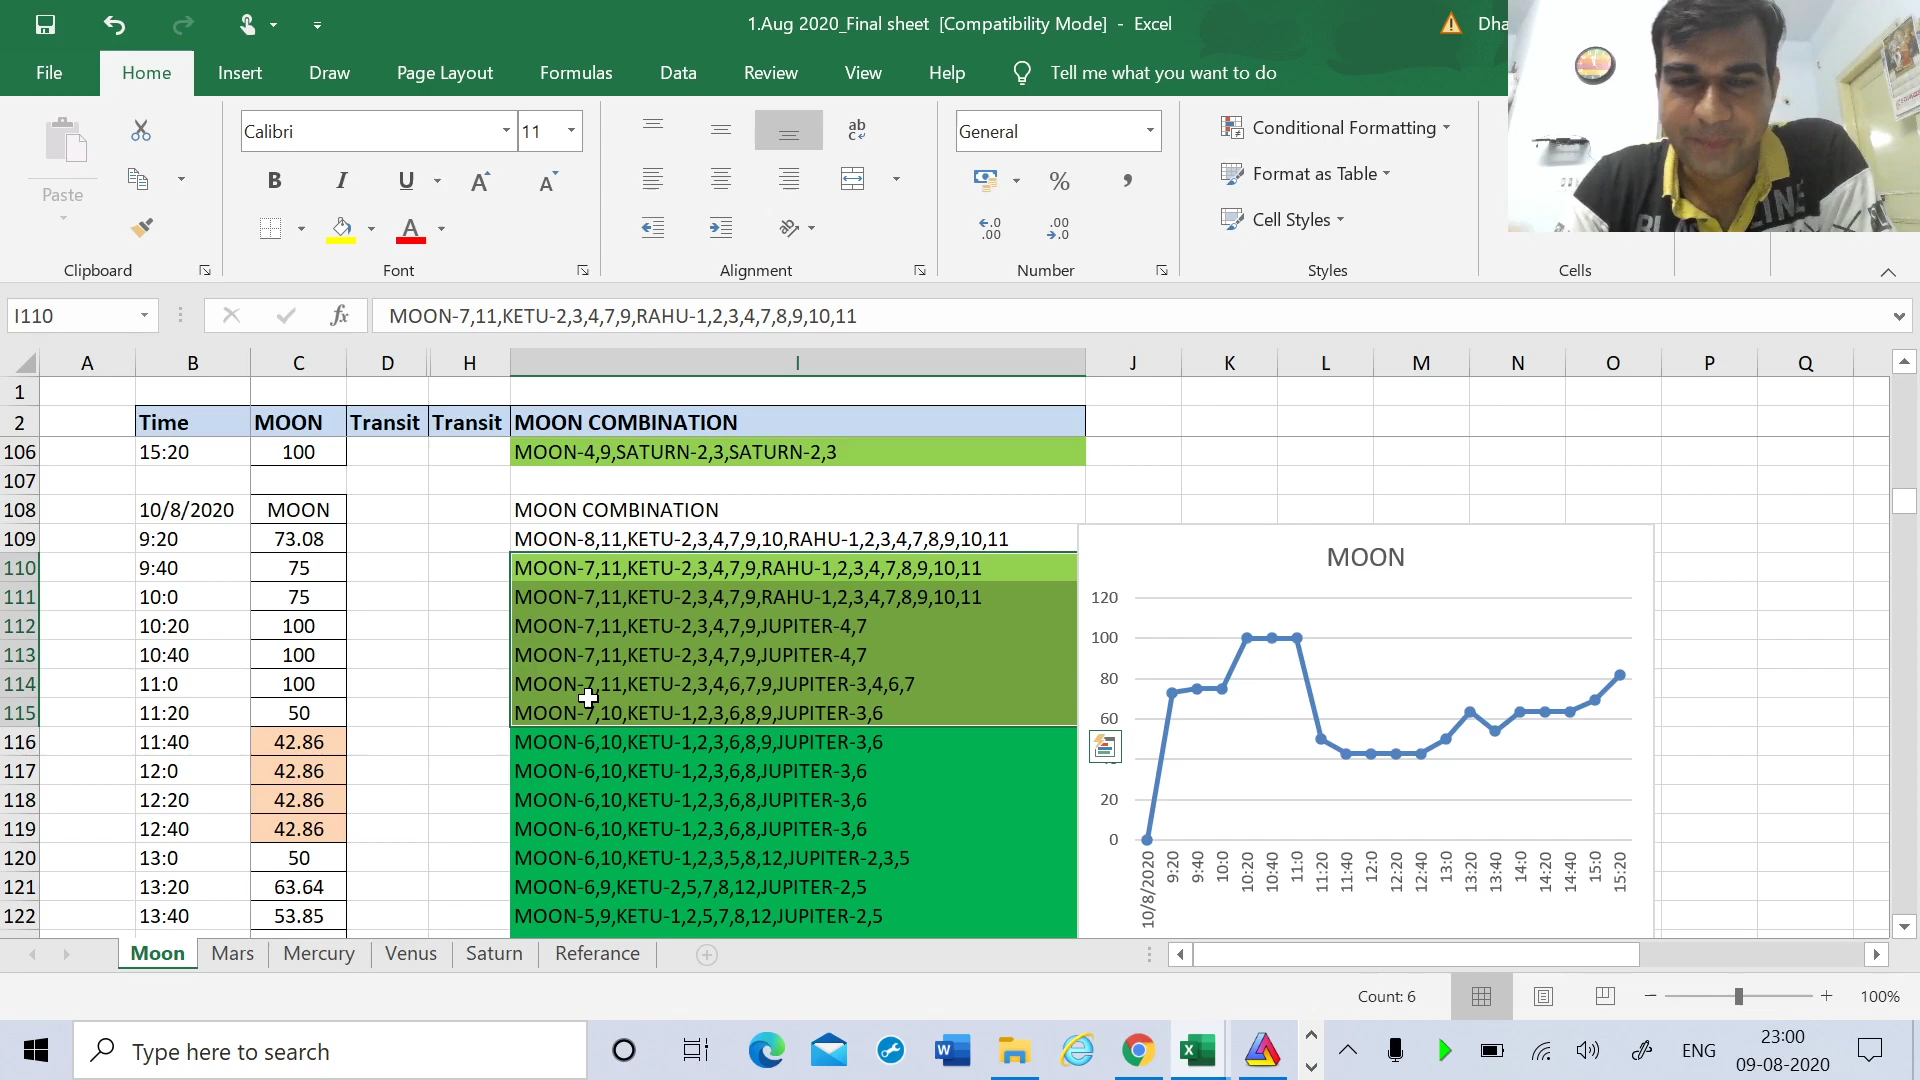 1.Aug 2020_Final sheet [Compatibility Mode] - Excel
Dha
File Home Insert Draw Page Layout Formulas Data Review View Help Tell me what you want to do
Paste
Calibri 11
B I U A A
A
ab
c
General
% ,
.0 .00
.00 .0
Conditional Formatting
Format as Table
Cell Styles
Clipboard Font Alignment Number Styles Cells
I110 fx MOON-7,11,KETU-2,3,4,7,9,RAHU-1,2,3,4,7,8,9,10,11
A B C D H I J K L M N O P Q
1
2 Time MOON Transit Transit MOON COMBINATION
106 15:20 100 MOON-4,9,SATURN-2,3,SATURN-2,3
107
108 10/8/2020 MOON MOON COMBINATION
109 9:20 73.08 MOON-8,11,KETU-2,3,4,7,9,10,RAHU-1,2,3,4,7,8,9,10,11
110 9:40 75 MOON-7,11,KETU-2,3,4,7,9,RAHU-1,2,3,4,7,8,9,10,11
111 10:0 75 MOON-7,11,KETU-2,3,4,7,9,RAHU-1,2,3,4,7,8,9,10,11
112 10:20 100 MOON-7,11,KETU-2,3,4,7,9,JUPITER-4,7
113 10:40 100 MOON-7,11,KETU-2,3,4,7,9,JUPITER-4,7
114 11:0 100 MOON-7,11,KETU-2,3,4,6,7,9,JUPITER-3,4,6,7
115 11:20 50 MOON-7,10,KETU-1,2,3,6,8,9,JUPITER-3,6
116 11:40 42.86 MOON-6,10,KETU-1,2,3,6,8,9,JUPITER-3,6
117 12:0 42.86 MOON-6,10,KETU-1,2,3,6,8,JUPITER-3,6
118 12:20 42.86 MOON-6,10,KETU-1,2,3,6,8,JUPITER-3,6
119 12:40 42.86 MOON-6,10,KETU-1,2,3,6,8,JUPITER-3,6
120 13:0 50 MOON-6,10,KETU-1,2,3,5,8,12,JUPITER-2,3,5
121 13:20 63.64 MOON-6,9,KETU-2,5,7,8,12,JUPITER-2,5
122 13:40 53.85 MOON-5,9,KETU-1,2,5,7,8,12,JUPITER-2,5
MOON
120
100
80
60
20
0
10/8/2020 9:20 9:40 10:0 10:20 10:40 11:0 11:20 11:40 12:0 12:20 12:40 13:0 13:20 13:40 14:0 14:20 14:40 15:0 15:20
Moon Mars Mercury Venus Saturn Referance
Count: 6 100%
Type here to search
ENG
23:00
09-08-2020